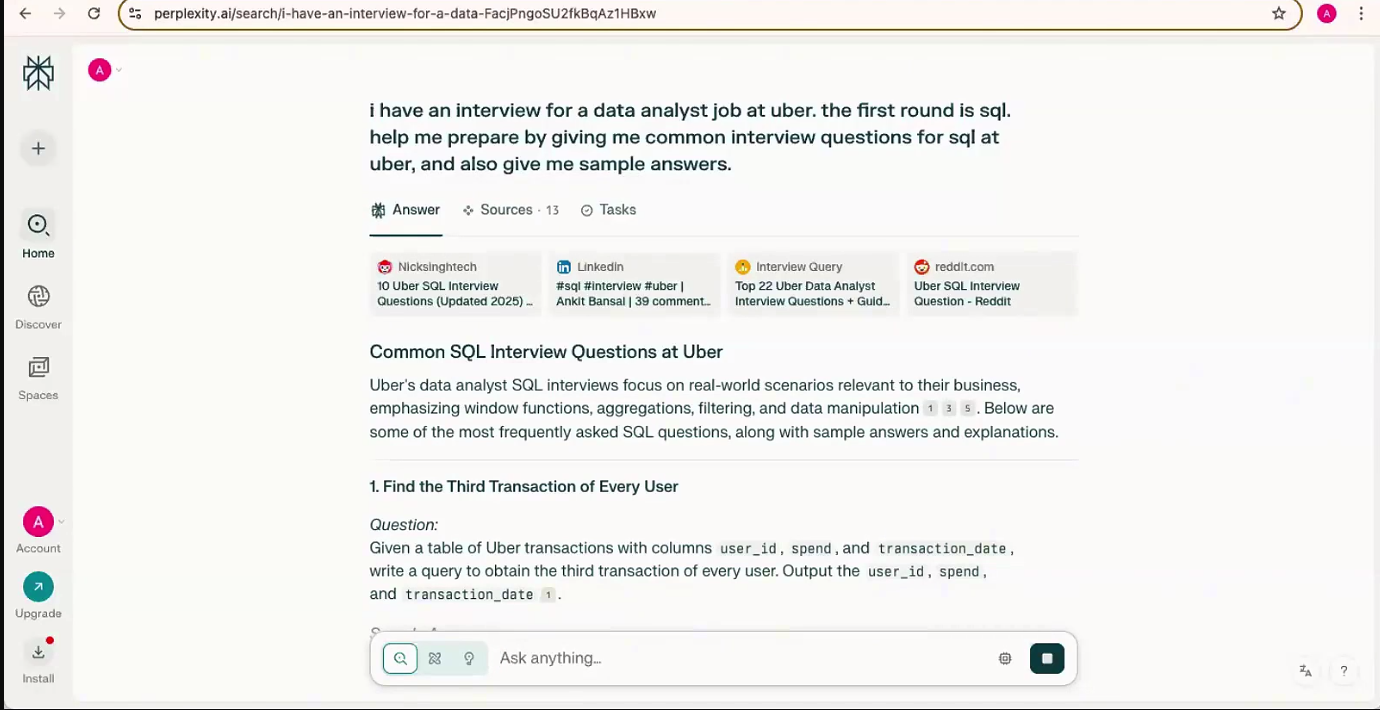 perplexity.ai/search/i-have-an-interview-for-a-data-FacjPngoSU2fkBqAz1HBxw
A
A
i have an interview for a data analyst job at uber. the first round is sql.
help me prepare by giving me common interview questions for sql at
uber, and also give me sample answers.
Answer
Sources · 13
Tasks
Nicksinghtech
10 Uber SQL Interview
Questions (Updated 2025) ...
LinkedIn
#sql #interview #uber |
Ankit Bansal | 39 comment...
Interview Query
Top 22 Uber Data Analyst
Interview Questions + Guid...
reddit.com
Uber SQL Interview
Question - Reddit
Common SQL Interview Questions at Uber
Uber's data analyst SQL interviews focus on real-world scenarios relevant to their business,
emphasizing window functions, aggregations, filtering, and data manipulation 1 3 5 . Below are
some of the most frequently asked SQL questions, along with sample answers and explanations.
1. Find the Third Transaction of Every User
Question:
Given a table of Uber transactions with columns user_id , spend , and transaction_date ,
write a query to obtain the third transaction of every user. Output the user_id , spend ,
and transaction_date 1 .
Ask anything...
Home
Discover
Spaces
A
Account
Upgrade
Install
?